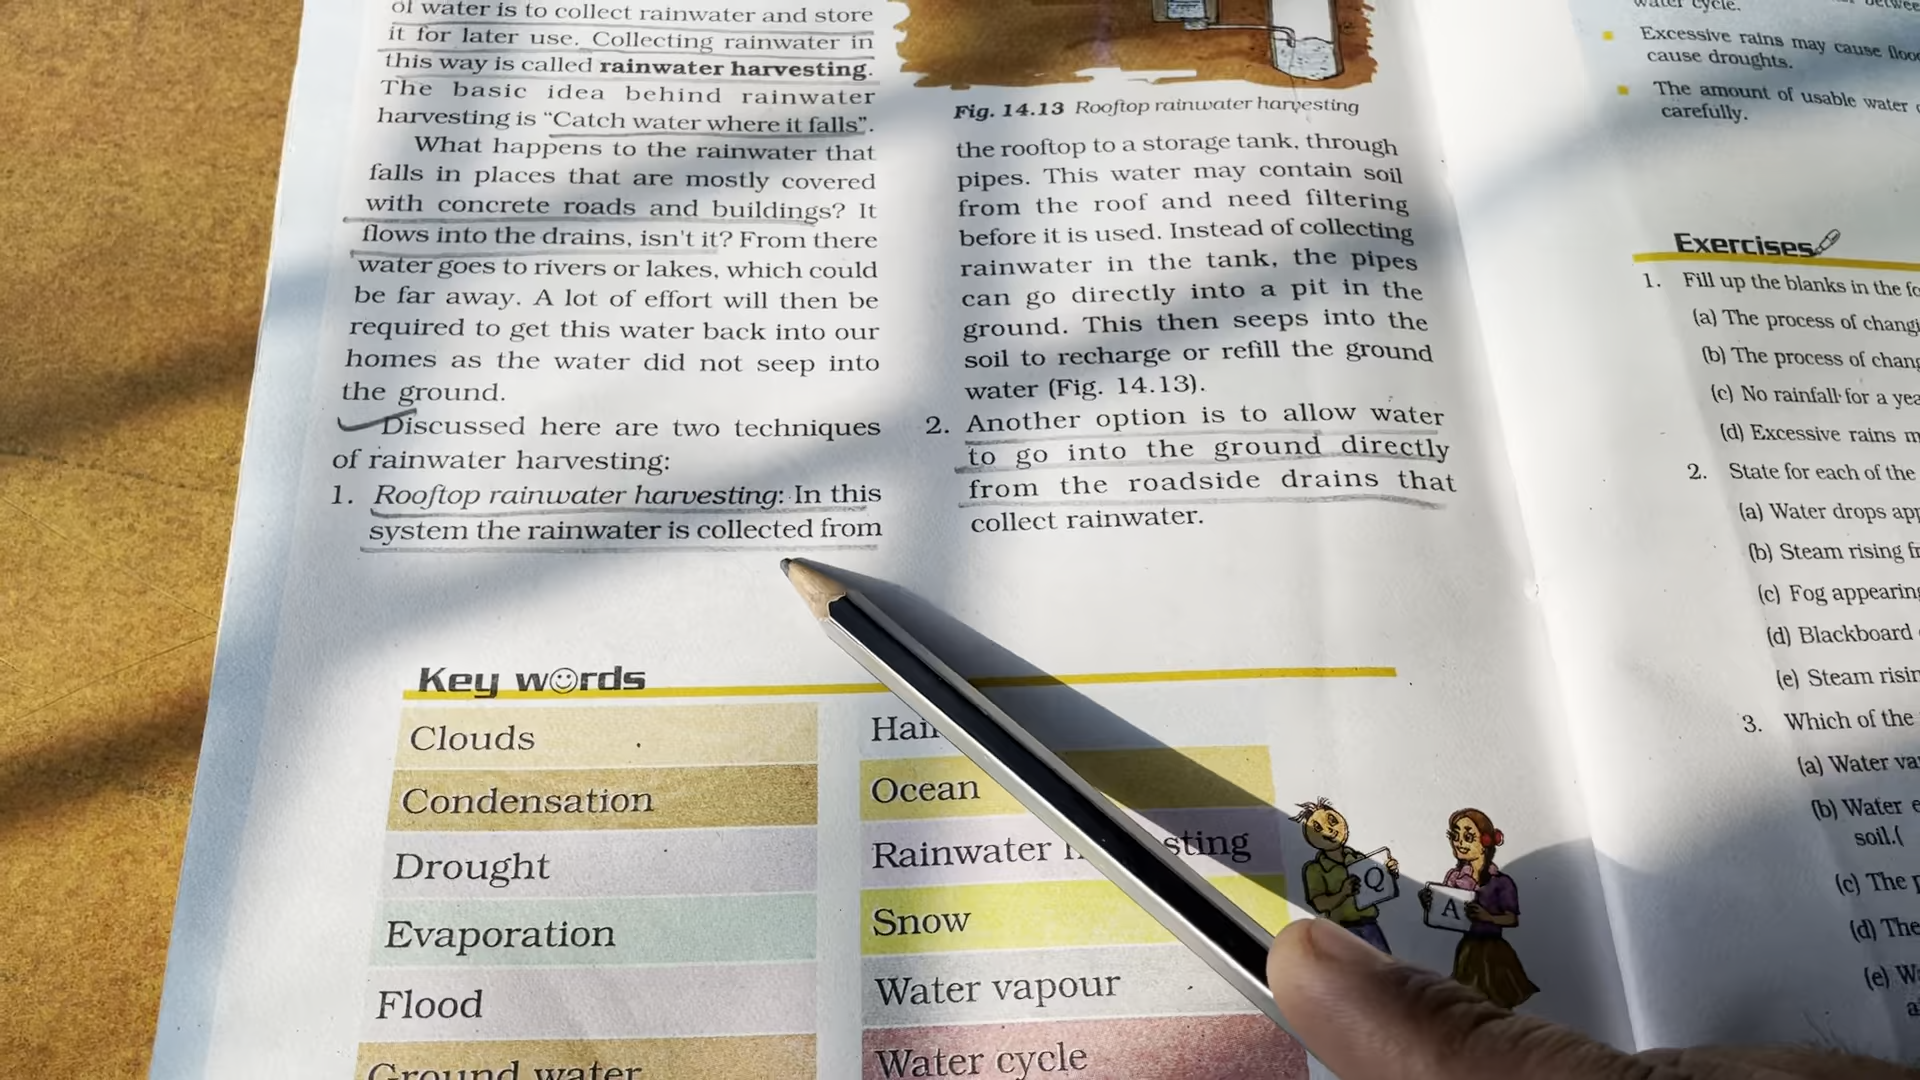 of water is to collect rainwater and store
it for later use. Collecting rainwater in
this way is called rainwater harvesting.
The basic idea behind rainwater
harvesting is “Catch water where it falls”.
What happens to the rainwater that
falls in places that are mostly covered
with concrete roads and buildings? It
flows into the drains, isn't it? From there
water goes to rivers or lakes, which could
be far away. A lot of effort will then be
required to get this water back into our
homes as the water did not seep into
the ground.
Discussed here are two techniques
of rainwater harvesting:
1. Rooftop rainwater harvesting: In this
system the rainwater is collected from
Fig. 14.13 Rooftop rainwater harvesting
the rooftop to a storage tank, through
pipes. This water may contain soil
from the roof and need filtering
before it is used. Instead of collecting
rainwater in the tank, the pipes
can go directly into a pit in the
ground. This then seeps into the
soil to recharge or refill the ground
water (Fig. 14.13).
2. Another option is to allow water
to go into the ground directly
from the roadside drains that
collect rainwater.
Key words
Clouds
Condensation
Drought
Evaporation
Flood
Ground water
Ocean
Rainwater
Snow
Water vapour
Water cycle
Q
A
water cycle.
Excessive rains may cause
cause droughts.
The amount of usable water
carefully.
Exercises
1. Fill up the blanks in the
(a) The process of
(b) The process of
(c) No rainfall for a
(d) Excessive rains
2. State for each of the
(a) Water drops
(b) Steam rising
(c) Fog
(d) Blackboard
(e) Steam
3. Which of the
(a) Water
(b) Water
soil.(
(c) The
(d) The
(e)